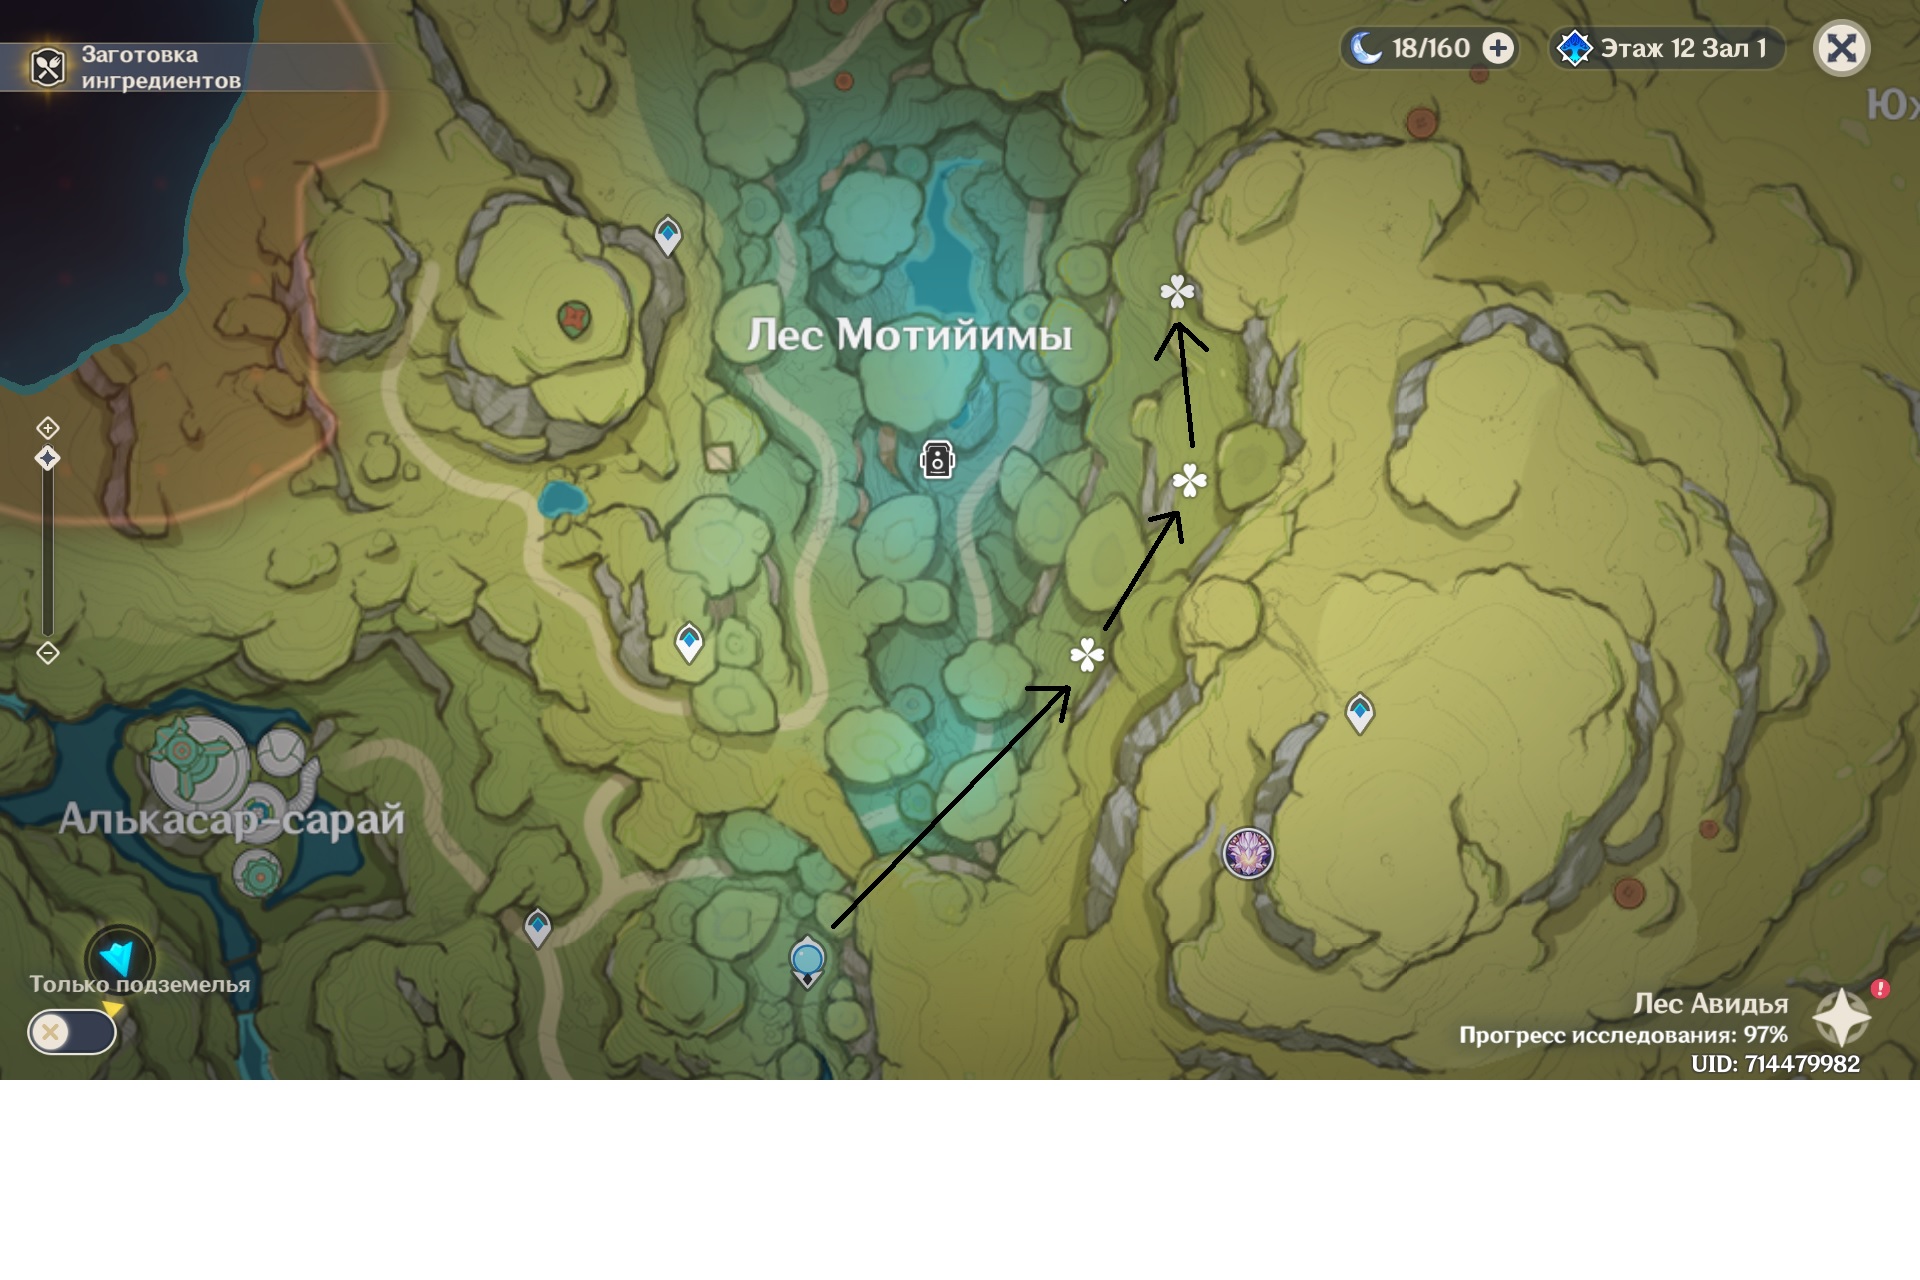 Заготовка
ингредиентов
18/160
Этаж 12 Зал 1
Лес Мотийимы
Алькасар-сарай
Только подземелья
Лес Авидья
Прогресс исследования: 97%
UID: 714479982